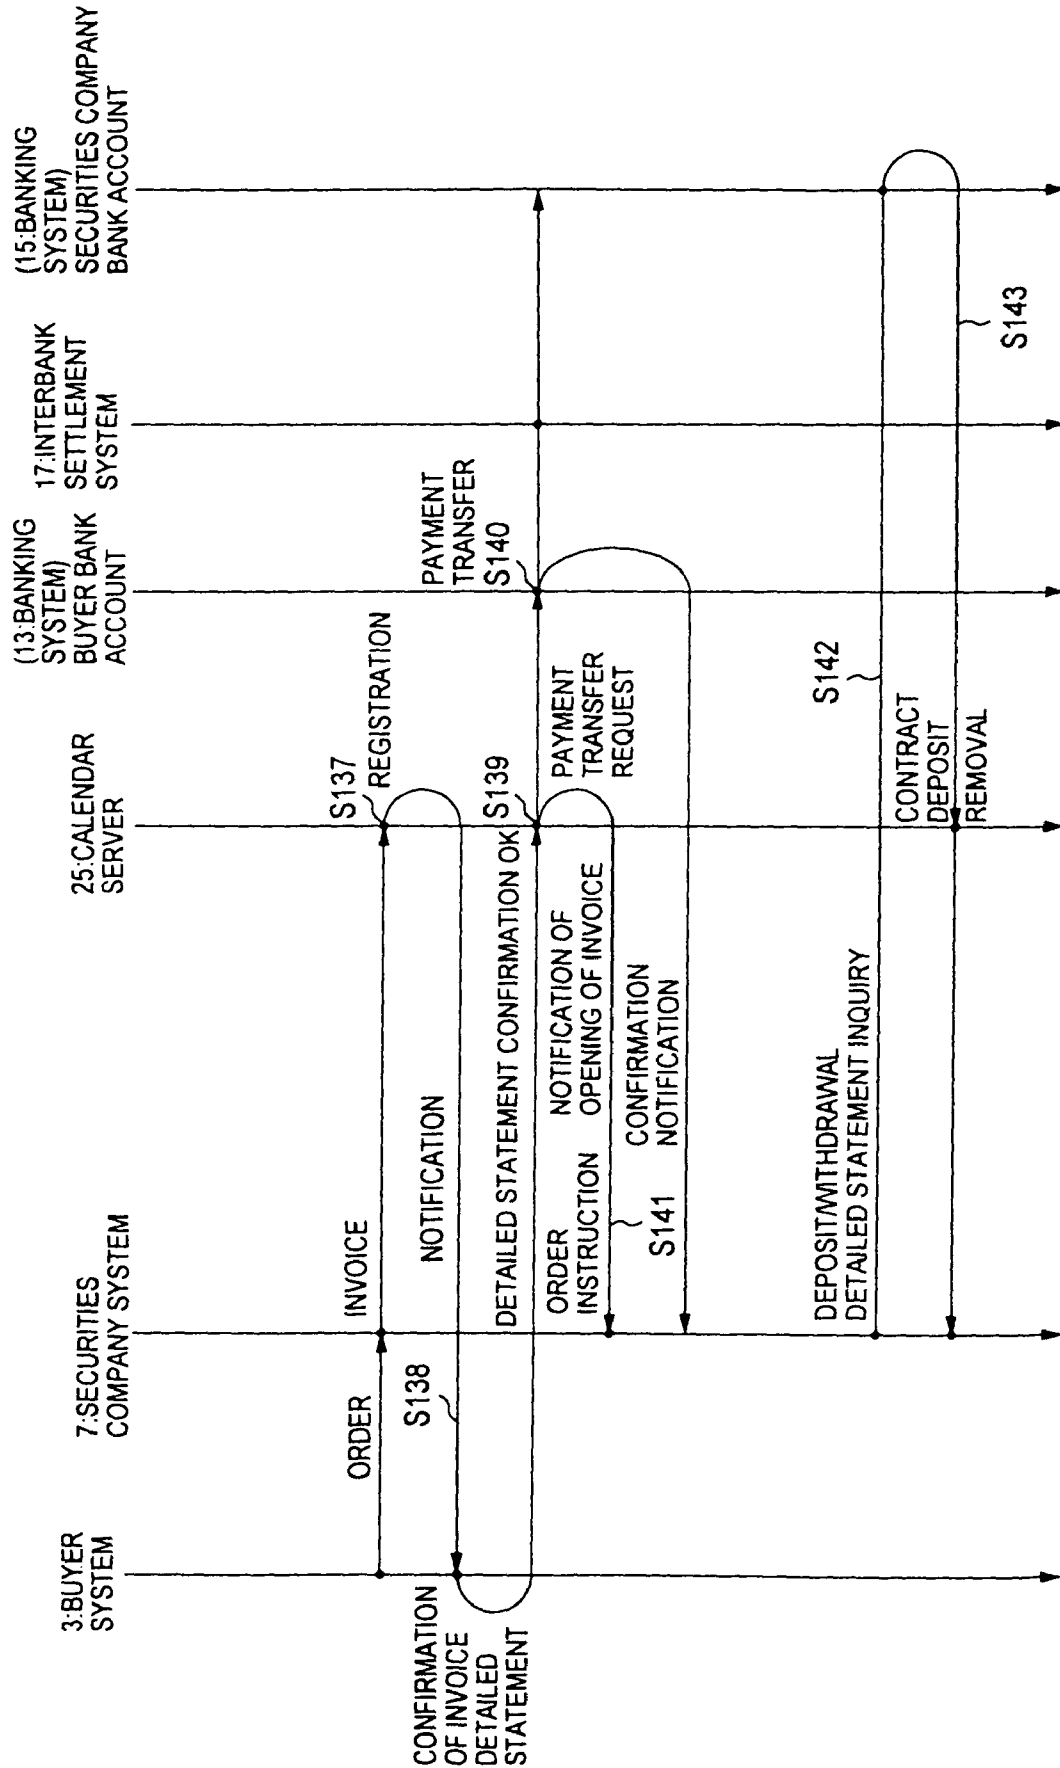 3:BUYER
SYSTEM
7:SECURITIES
COMPANY SYSTEM
25:CALENDAR
SERVER
(13:BANKING
SYSTEM)
BUYER BANK
ACCOUNT
17:INTERBANK
SETTLEMENT
SYSTEM
(15:BANKING
SYSTEM)
SECURITIES COMPANY
BANK ACCOUNT
ORDER
INVOICE
S137
REGISTRATION
S138
NOTIFICATION
CONFIRMATION
OF INVOICE
DETAILED
STATEMENT
DETAILED STATEMENT CONFIRMATION OK
S139
PAYMENT
TRANSFER
S140
PAYMENT
TRANSFER
REQUEST
ORDER
INSTRUCTION
NOTIFICATION OF
OPENING OF INVOICE
S141
CONFIRMATION
NOTIFICATION
DEPOSIT/WITHDRAWAL
DETAILED STATEMENT INQUIRY
S142
CONTRACT
DEPOSIT
REMOVAL
S143